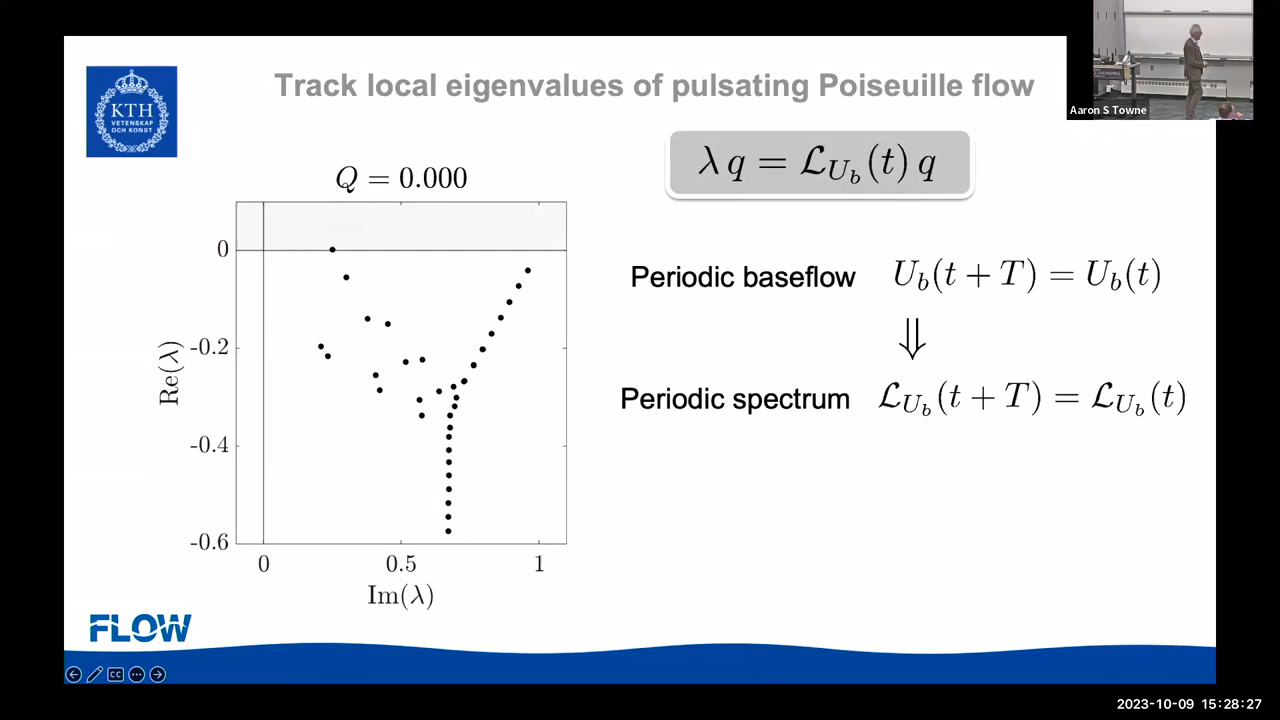 Track local eigenvalues of pulsating Poiseuille flow
Aaron S Towne
KTH
VETENSKAP
OCH KONST
λ q = ℒ_{U_b}(t) q
Q = 0.000
0
-0.2
-0.4
-0.6
Re(λ)
0 0.5 1
Im(λ)
Periodic baseflow U_b(t + T) = U_b(t)
⇓
Periodic spectrum ℒ_{U_b}(t + T) = ℒ_{U_b}(t)
FLOW
CC
2023-10-09 15:28:27